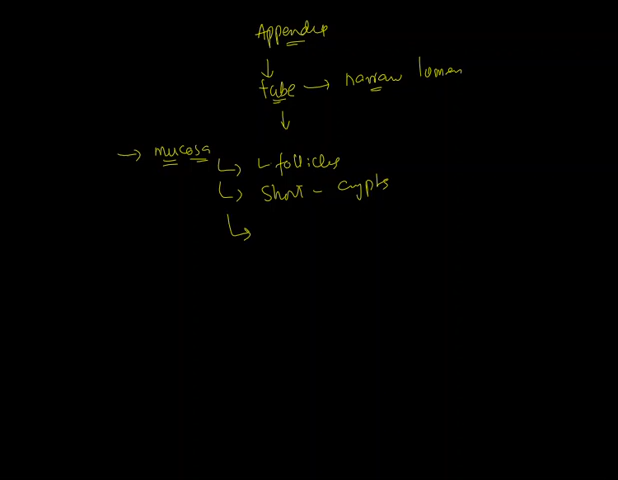 Appendix
tube → narrow lumen
→ mucosa
L-follicles
Short - crypts